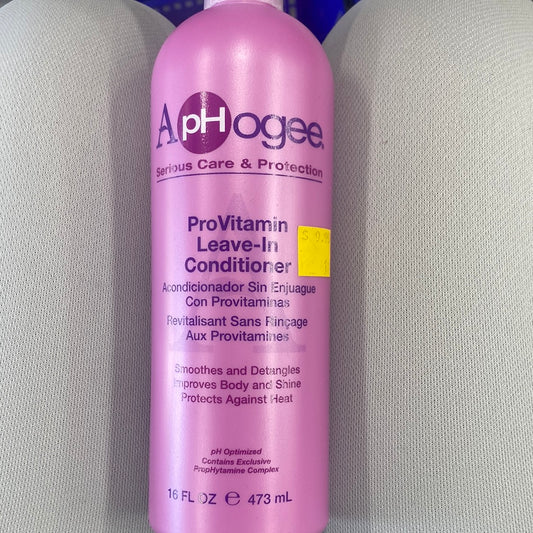 ApHogee
Serious Care & Protection
ProVitamin
Leave-In
Conditioner
Acondicionador Sin Enjuague
Con Provitaminas
Revitalisant Sans Rinçage
Aux Provitamines
Smoothes and Detangles
Improves Body and Shine
Protects Against Heat
pH Optimized
Contains Exclusive
PropHytamine Complex
16 FL OZ ℮ 473 mL